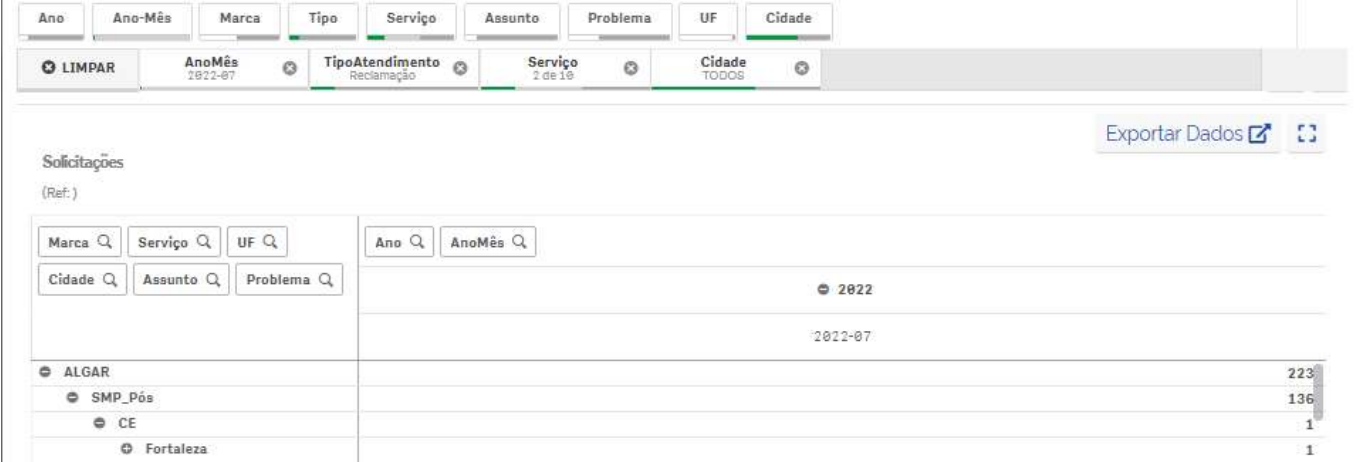 Ano Ano-Mês Marca Tipo Serviço Assunto Problema UF Cidade
LIMPAR AnoMês TipoAtendimento Serviço Cidade
2022-07 Reclamação 2 de 10 TODOS
Exportar Dados
Solicitações
(Ref: )
Marca Serviço UF Ano AnoMês
Cidade Assunto Problema
2022
2022-07
ALGAR 223
SMP_Pós 136
CE 1
Fortaleza 1